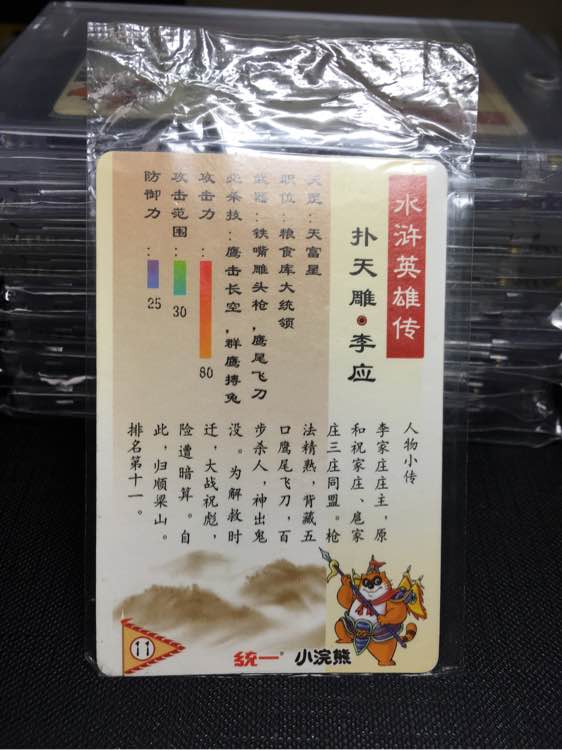 水浒英雄传
扑天雕·李应
天罡：天富星
职位：粮食库大统领
武器：铁嘴雕头枪，鹰尾飞刀
必杀技：鹰击长空，群鹰搏兔
攻击力：80
攻击范围：30
防御力：25
人物小传
李家庄庄主，原
和祝家庄、扈家
庄三庄同盟。枪
法精熟，背藏五
口鹰尾飞刀，百
步杀人，神出鬼
没。为解救时
迁，大战祝彪，
险遭暗算。自
此，归顺梁山。
排名第十一。
11
统一® 小浣熊